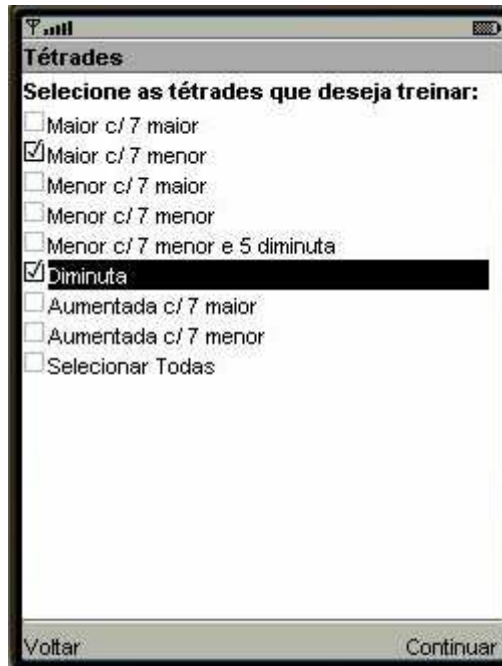 Tétrades
Selecione as tétrades que deseja treinar:
Maior c/ 7 maior
Maior c/ 7 menor
Menor c/ 7 maior
Menor c/ 7 menor
Menor c/ 7 menor e 5 diminuta
Diminuta
Aumentada c/ 7 maior
Aumentada c/ 7 menor
Selecionar Todas
Voltar Continuar